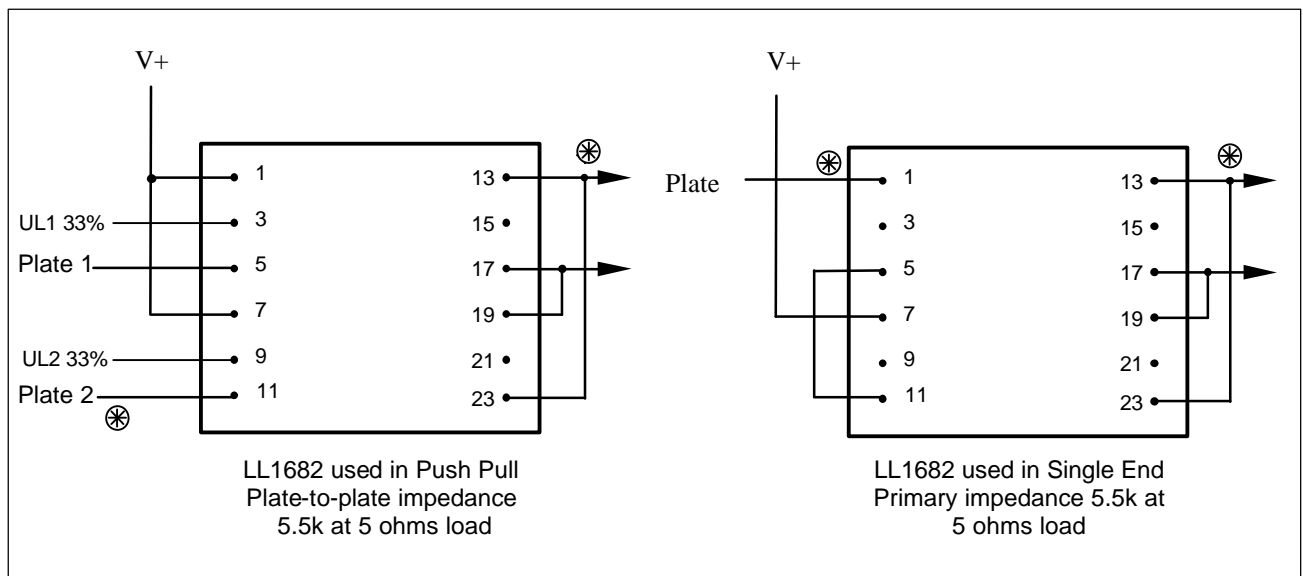 V+
1
13
UL1 33%
3
15
Plate 1
5
17
7
19
UL2 33%
9
21
Plate 2
11
23
LL1682 used in Push Pull
Plate-to-plate impedance
5.5k at 5 ohms load
V+
Plate
1
13
3
15
5
17
7
19
9
21
11
23
LL1682 used in Single End
Primary impedance 5.5k at
5 ohms load